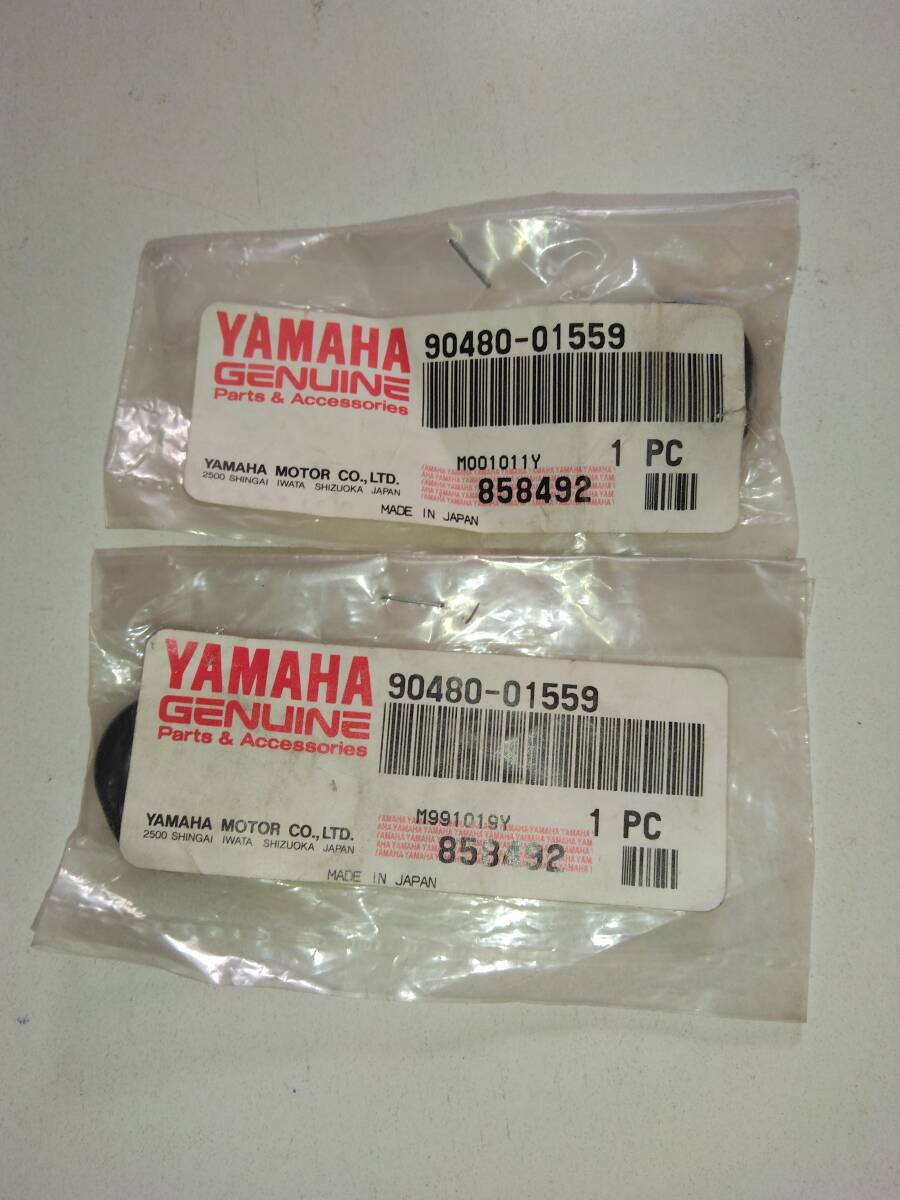 YAMAHA
GENUINE
Parts & Accessories
90480-01559
M001011Y
1 PC
YAMAHA MOTOR CO.,LTD.
2500 SHINGAI IWATA SHIZUOKA JAPAN
858492
MADE IN JAPAN
YAMAHA
GENUINE
Parts & Accessories
90480-01559
M991019Y
1 PC
YAMAHA MOTOR CO.,LTD.
2500 SHINGAI IWATA SHIZUOKA JAPAN
858492
MADE IN JAPAN